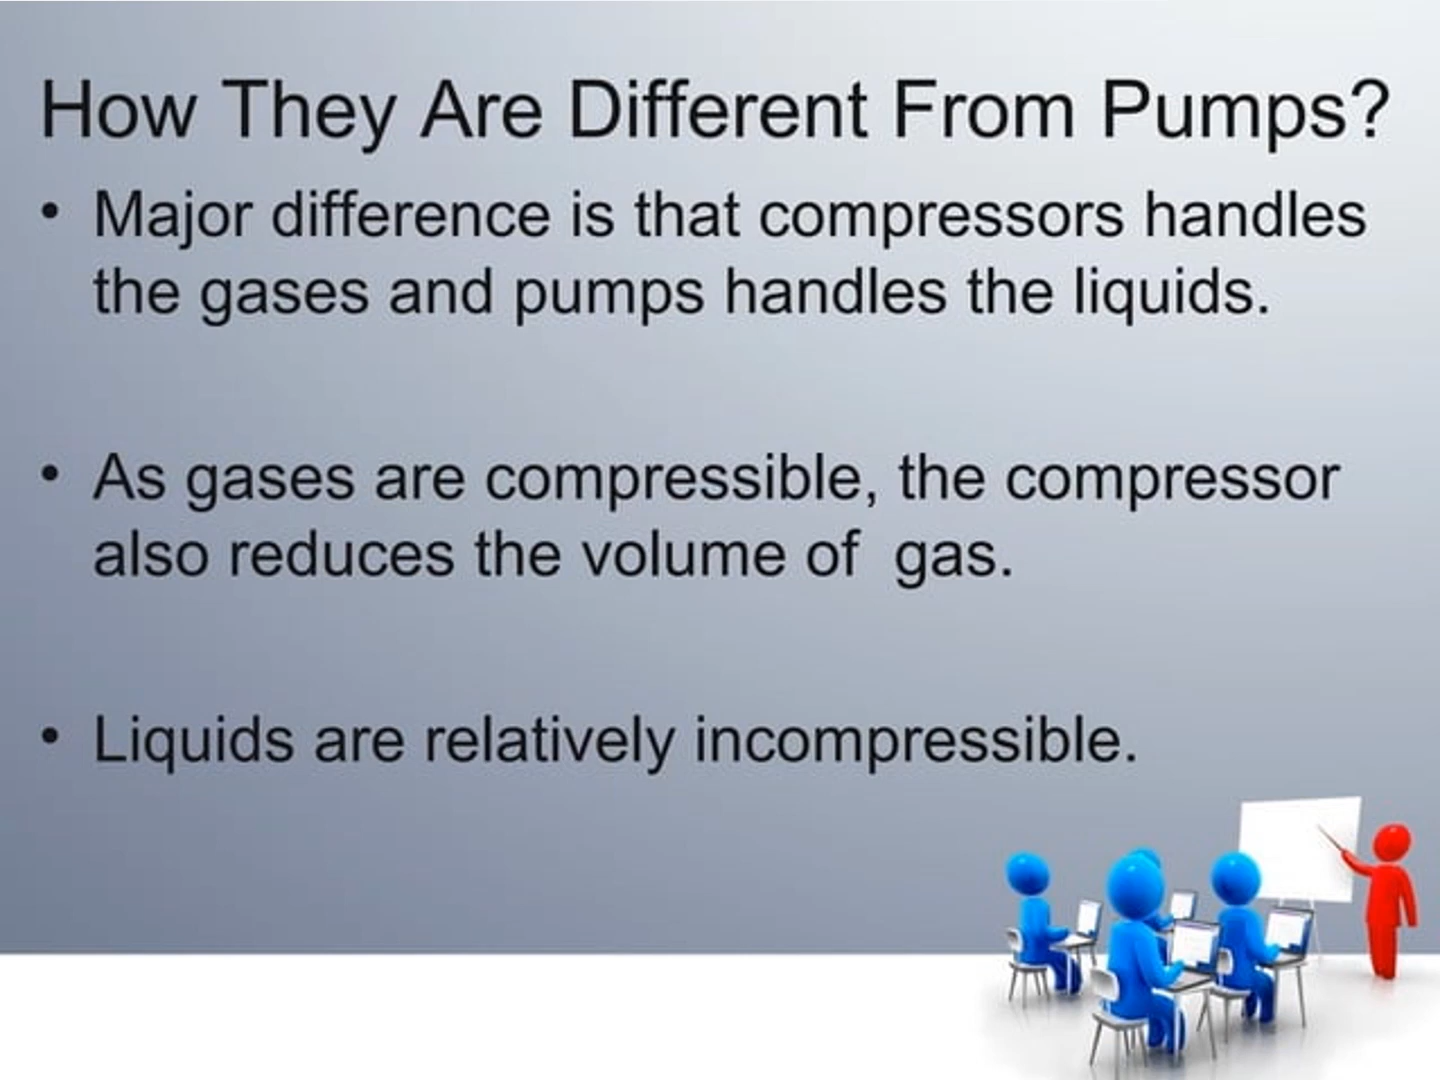 How They Are Different From Pumps?
• Major difference is that compressors handles
the gases and pumps handles the liquids.
• As gases are compressible, the compressor
also reduces the volume of  gas.
• Liquids are relatively incompressible.